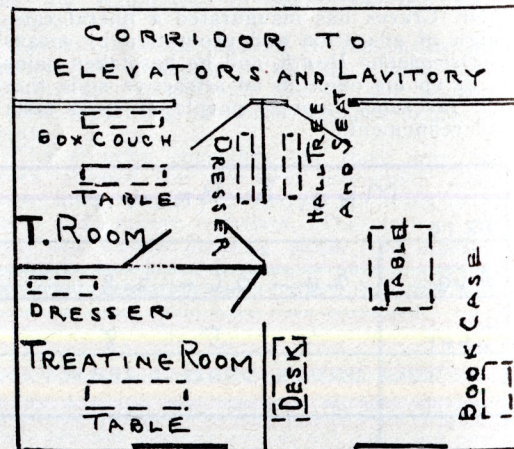 CORRIDOR TO
ELEVATORS AND LAVITORY
BOX COUCH
TABLE
T. ROOM
DRESSER
HALL TREE
AND SEAT
TABLE
BOOK CASE
DRESSER
TREATING ROOM
TABLE
DESK